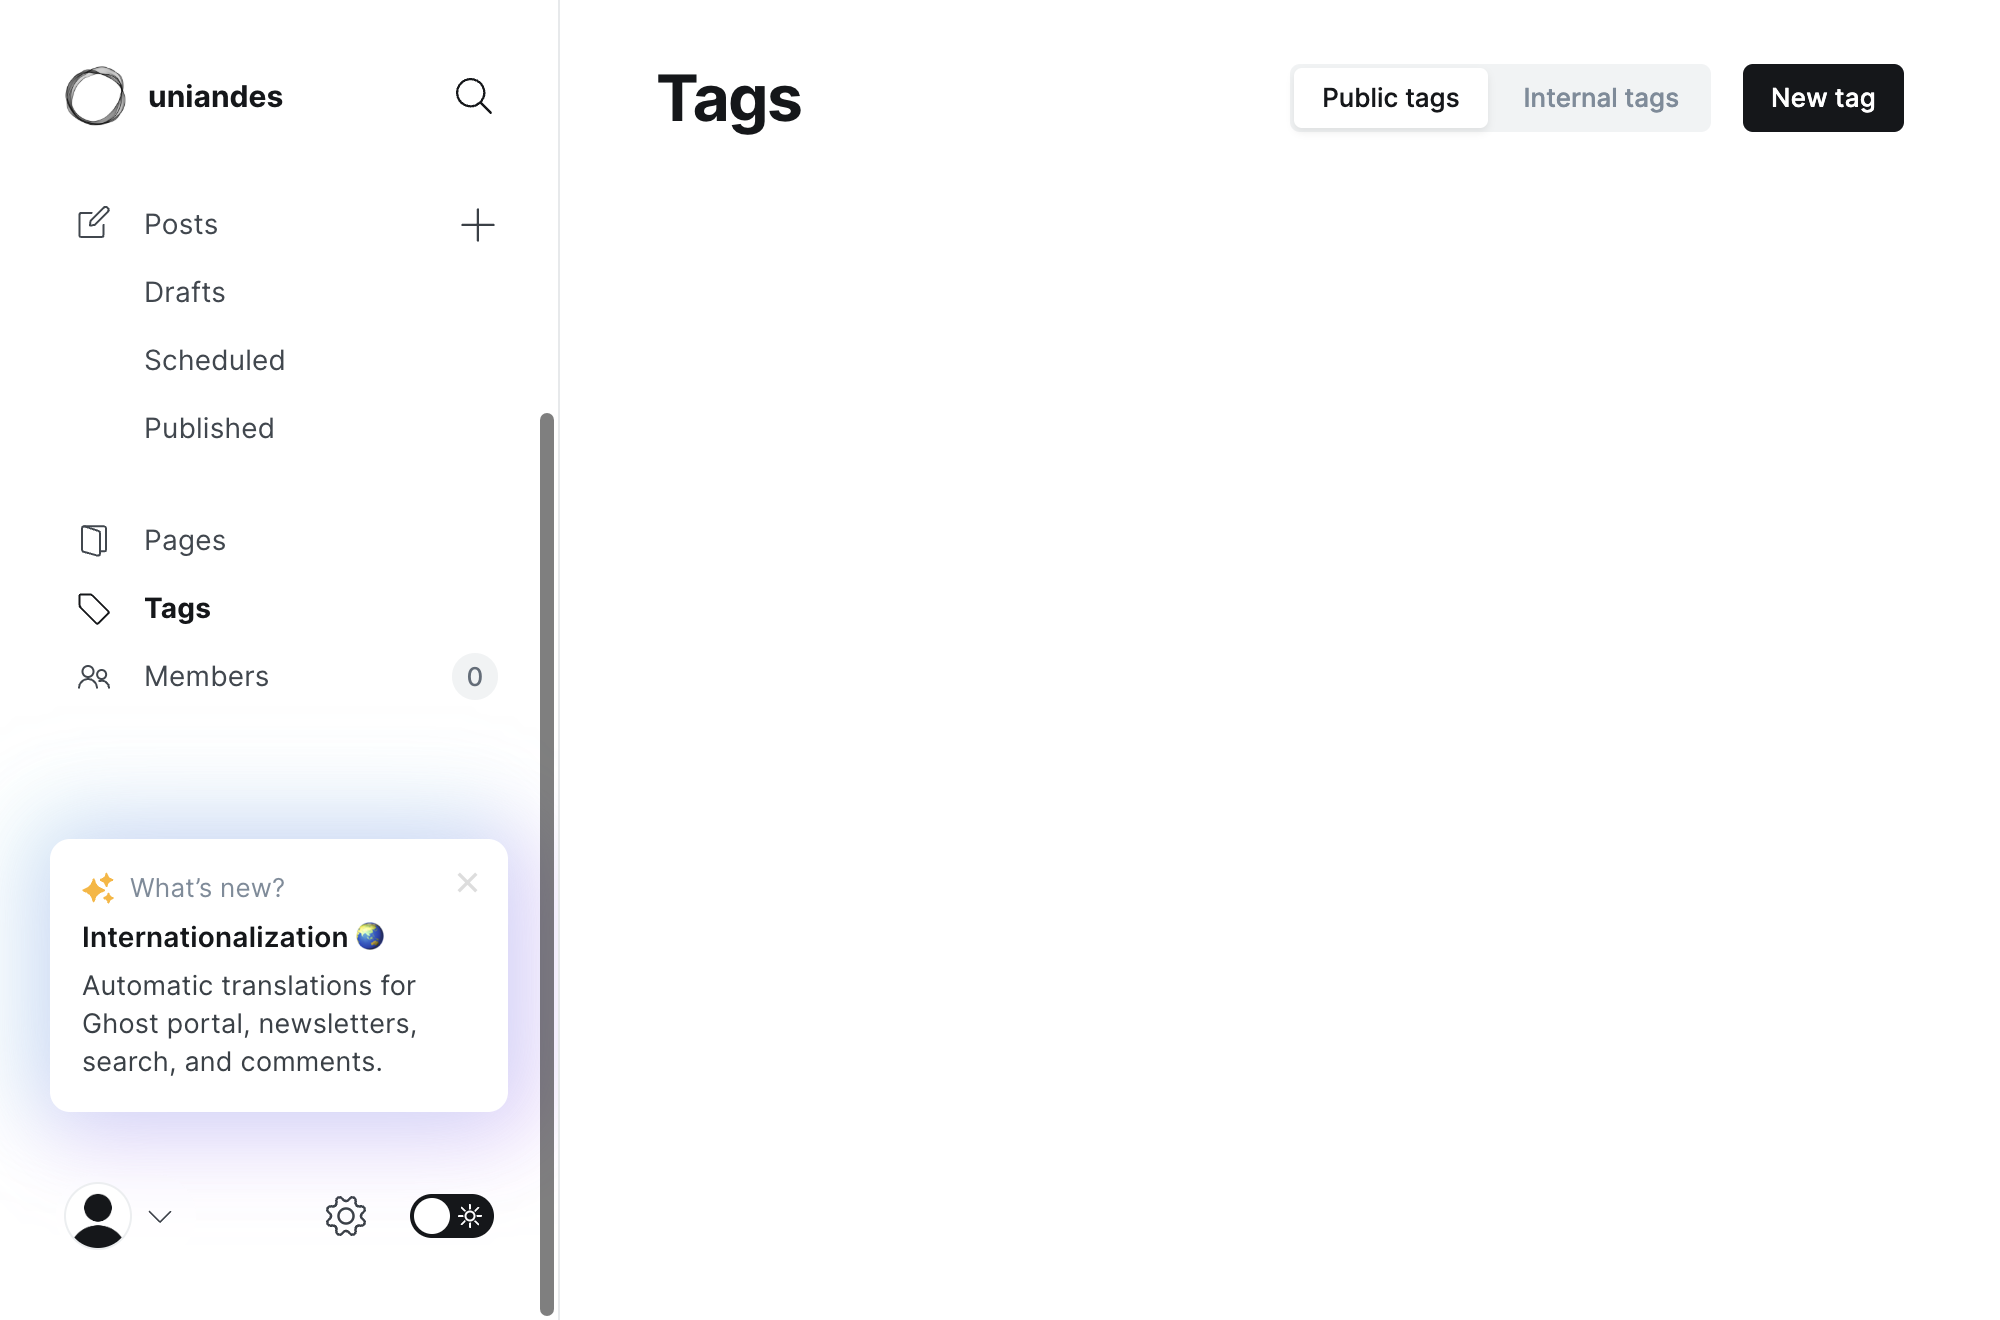 uniandes
Posts
Drafts
Scheduled
Published
Pages
Tags
Members 0
What’s new?
Internationalization 🌏
Automatic translations for
Ghost portal, newsletters,
search, and comments.
Tags
Public tags Internal tags New tag